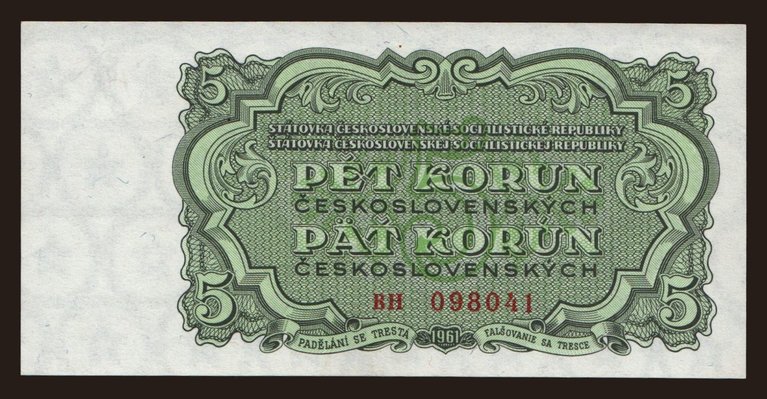 5 5
STÁTOVKA ČESKOSLOVENSKÉ SOCIALISTICKÉ REPUBLIKY
ŠTÁTOVKA ČESKOSLOVENSKEJ SOCIALISTICKEJ REPUBLIKY
PĚT KORUN
ČESKOSLOVENSKÝCH
PÄŤ KORÚN
ČESKOSLOVENSKÝCH
5 BH 098041 5
PADĚLÁNÍ SE TRESTÁ 1961 FALŠOVANIE SA TRESCE